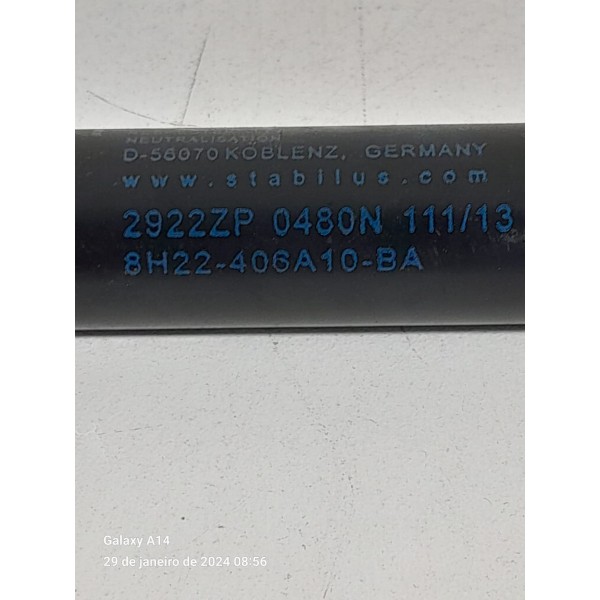 NEUTRALISATION
D-56070 KOBLENZ, GERMANY
www.stabilus.com
2922ZP 0480N 111/13
8H22-406A10-BA
Galaxy A14
29 de janeiro de 2024 08:56